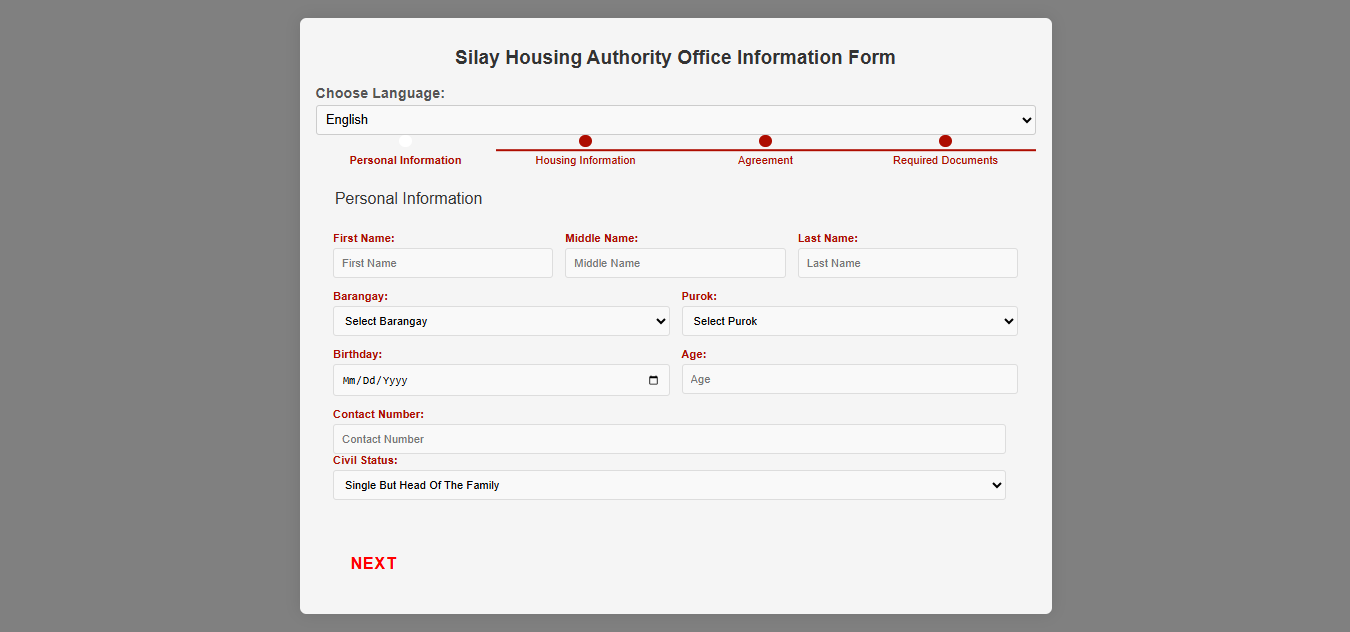 Silay Housing Authority Office Information Form
Choose Language:
English
Personal Information Housing Information Agreement Required Documents
Personal Information
First Name: Middle Name: Last Name:
First Name Middle Name Last Name
Barangay: Purok:
Select Barangay Select Purok
Birthday: Age:
Mm/Dd/Yyyy Age
Contact Number:
Contact Number
Civil Status:
Single But Head Of The Family
NEXT